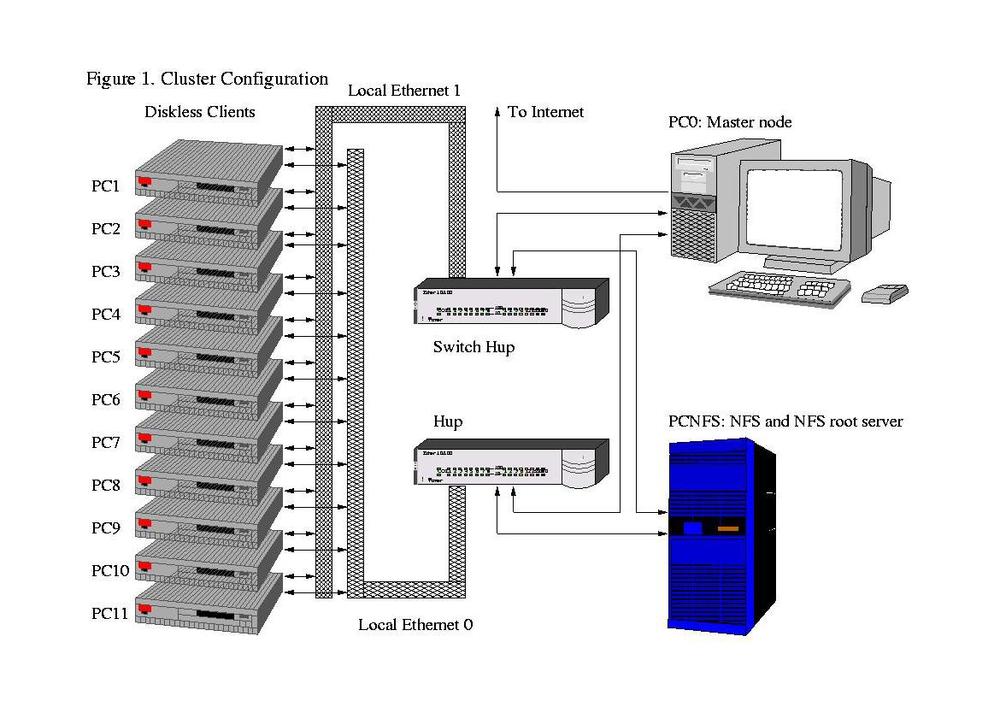 Figure 1. Cluster Configuration
Local Ethernet 1
Diskless Clients
To Internet
PC0: Master node
PC1
PC2
PC3
PC4
PC5
PC6
PC7
PC8
PC9
PC10
PC11
Switch Hup
Hup
PCNFS: NFS and NFS root server
Local Ethernet 0